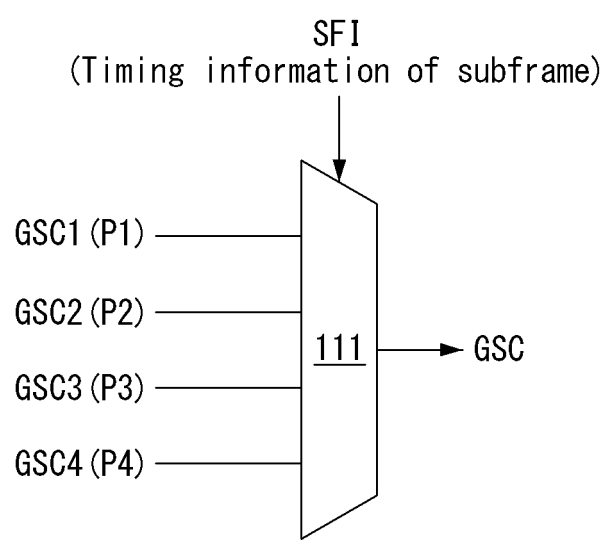 SFI
(Timing information of subframe)
GSC1(P1)
GSC2(P2)
GSC3(P3)
GSC4(P4)
111
GSC